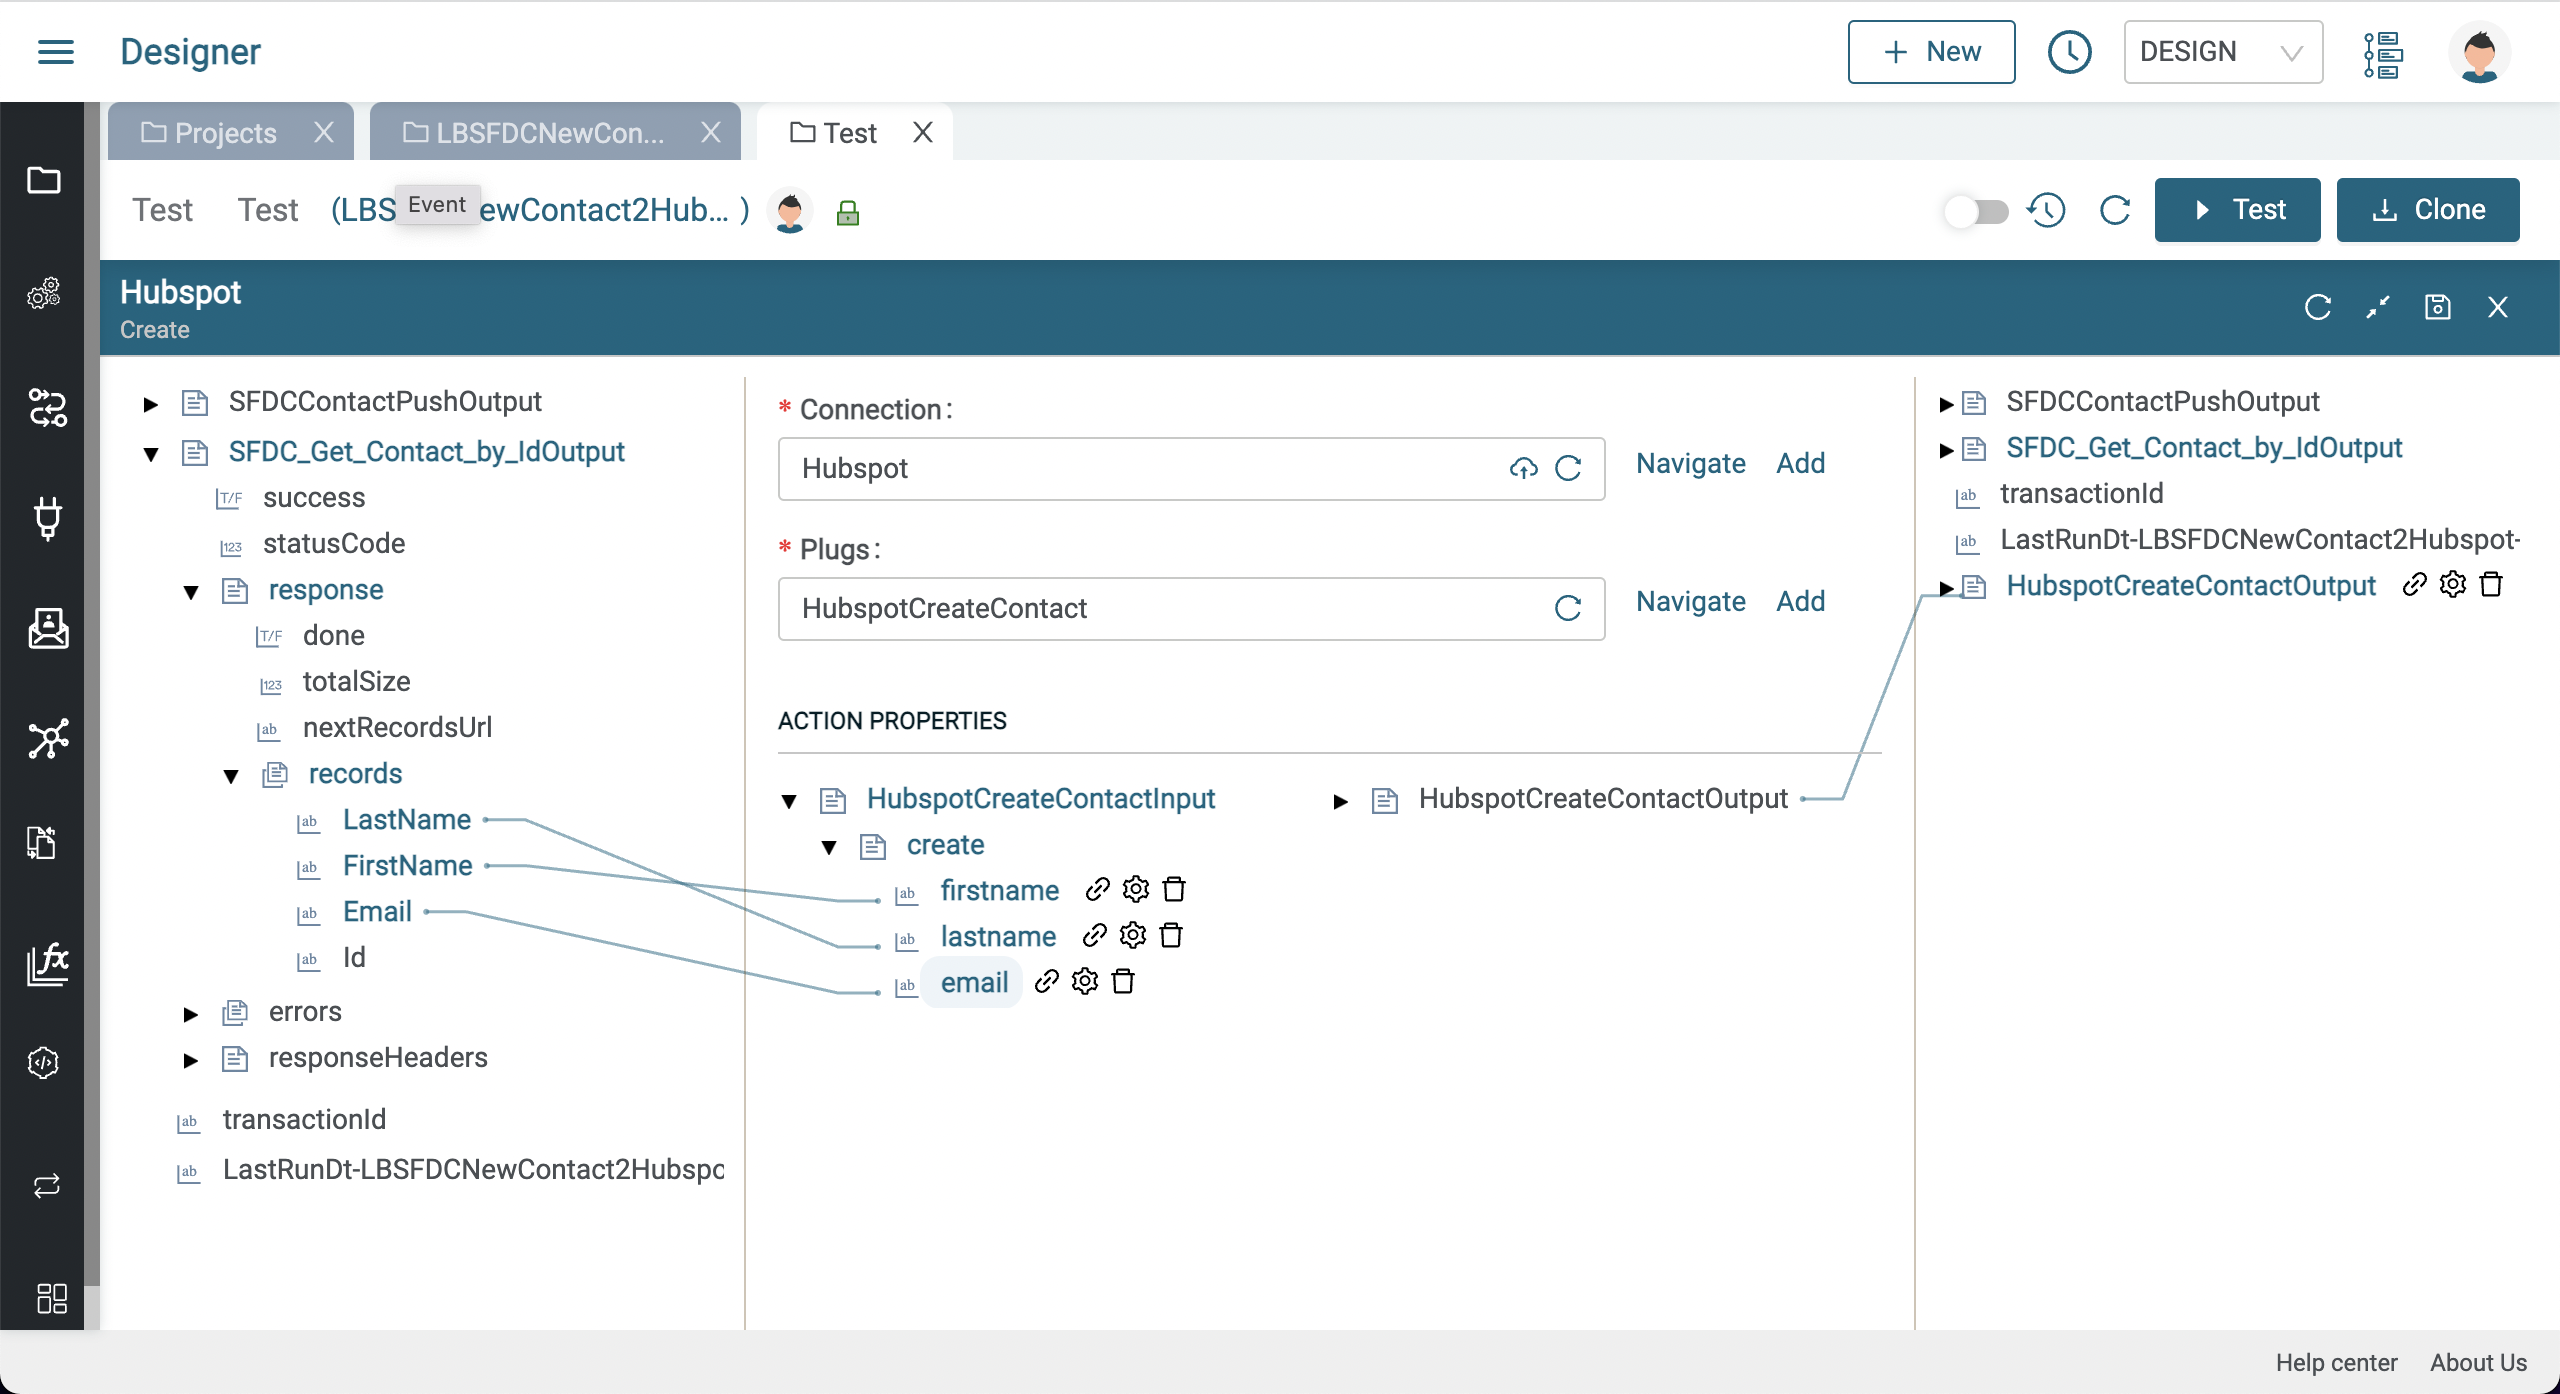 Designer
New
DESIGN
Projects
LBSFDCNewCon...
Test
Test
Test
(LBS
Event
ewContact2Hub... )
Test
Clone
Hubspot
Create
SFDCContactPushOutput
SFDC_Get_Contact_by_IdOutput
T/F success
123 statusCode
response
T/F done
123 totalSize
ab nextRecordsUrl
records
ab LastName
ab FirstName
ab Email
ab Id
errors
responseHeaders
ab transactionId
ab LastRunDt-LBSFDCNewContact2Hubspo
* Connection:
Hubspot
Navigate Add
* Plugs:
HubspotCreateContact
Navigate Add
ACTION PROPERTIES
HubspotCreateContactInput
create
ab firstname
ab lastname
ab email
HubspotCreateContactOutput
SFDCContactPushOutput
SFDC_Get_Contact_by_IdOutput
ab transactionId
ab LastRunDt-LBSFDCNewContact2Hubspot-
HubspotCreateContactOutput
fx
Help center
About Us